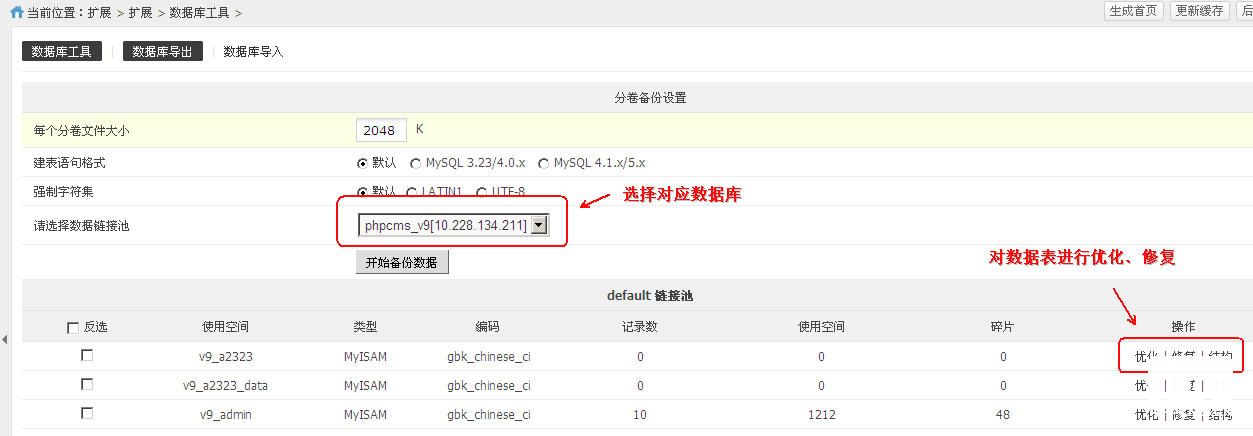 当前位置：扩展 > 扩展 > 数据库工具 > 生成首页 更新缓存
数据库工具 | 数据库导出 | 数据库导入
分卷备份设置
每个分卷文件大小 2048 K
建表语句格式 默认 MySQL 3.23/4.0.x MySQL 4.1.x/5.x
强制字符集 默认 LATIN1 UTF-8
选择对应数据库
请选择数据链接池 phpcms_v9[10.228.134.211]
开始备份数据
对数据表进行优化、修复
default 链接池
反选 使用空间 类型 编码 记录数 使用空间 碎片 操作
v9_a2323 MyISAM gbk_chinese_ci 0 0 0 优化 | 修复 | 结构
v9_a2323_data MyISAM gbk_chinese_ci 0 0 0
v9_admin MyISAM gbk_chinese_ci 10 1212 48 优化 | 修复 | 结构